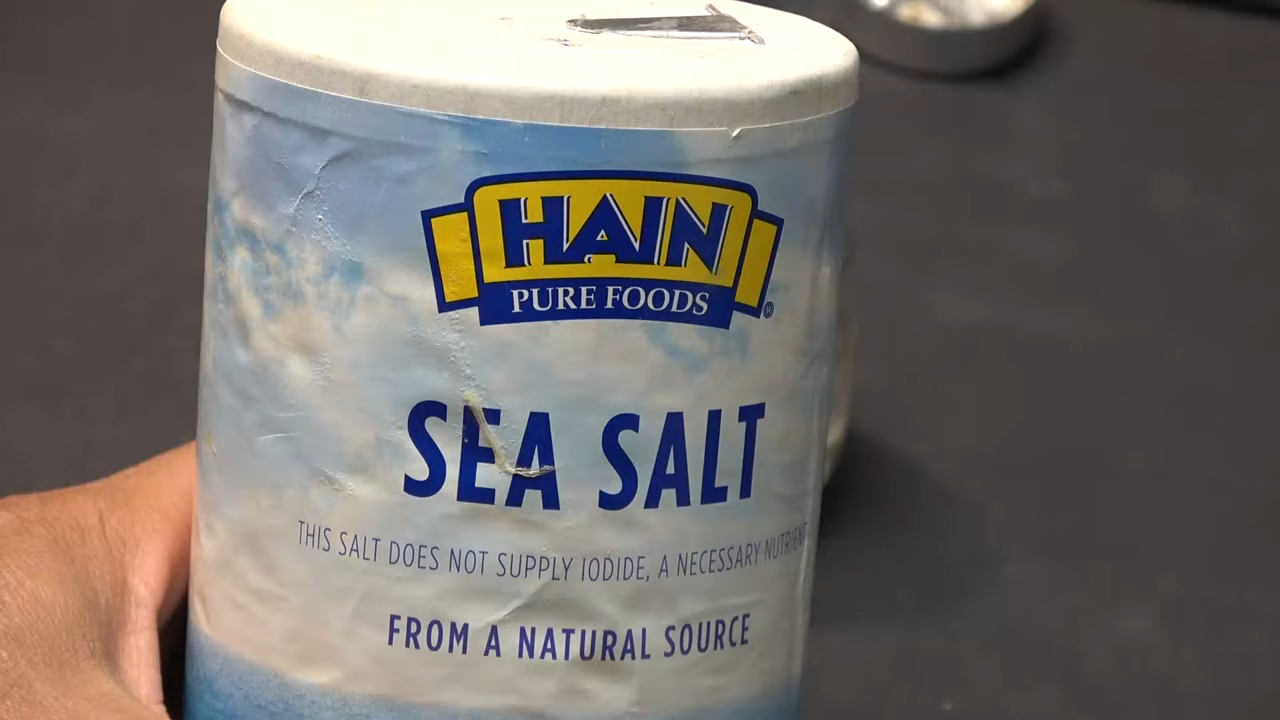 HAIN
PURE FOODS
®
SEA SALT
THIS SALT DOES NOT SUPPLY IODIDE, A NECESSARY NUTRIENT
FROM A NATURAL SOURCE